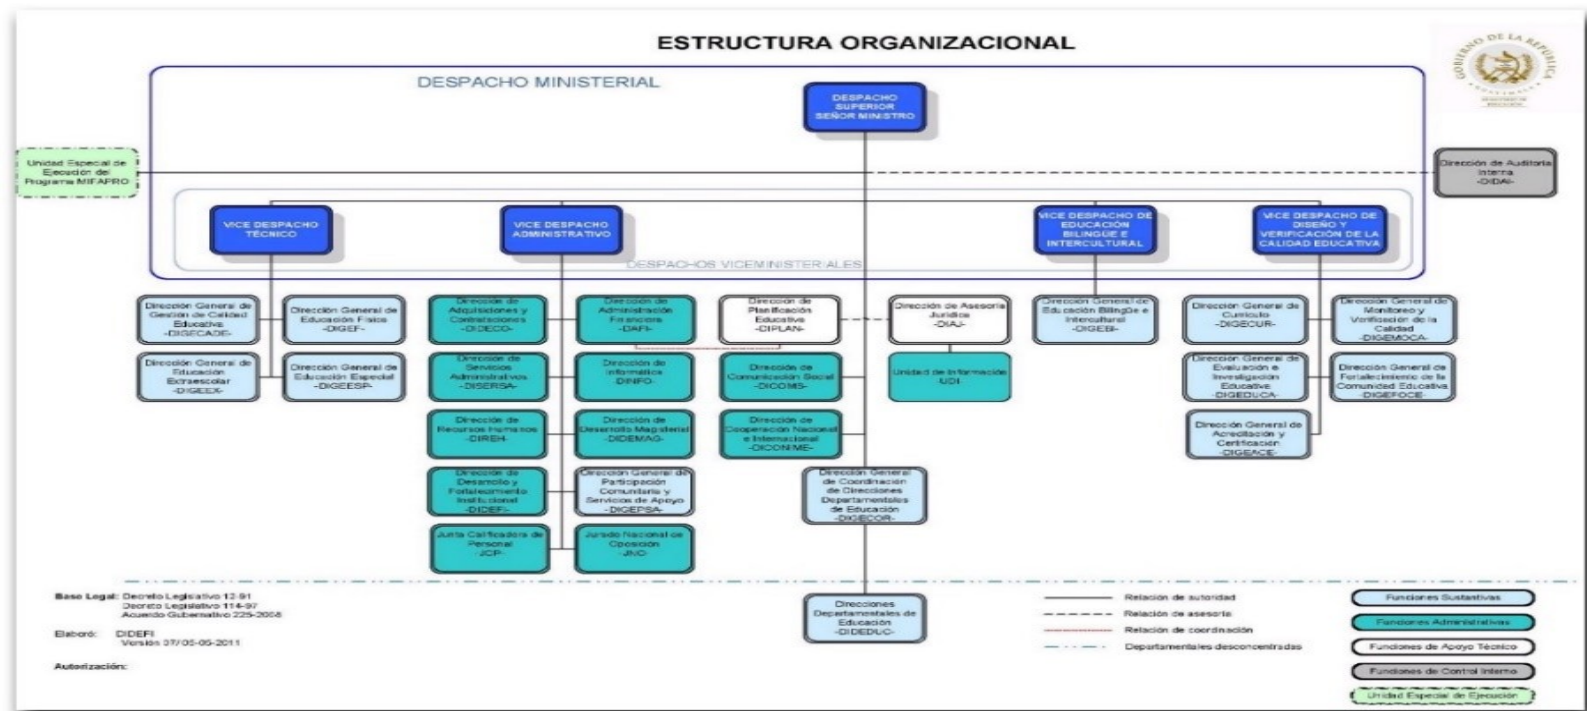 ESTRUCTURA ORGANIZACIONAL
GOBIERNO DE LA REPÚBLICA
GUATEMALA
MINISTERIO DE
EDUCACIÓN
DESPACHO MINISTERIAL
DESPACHO
SUPERIOR
SEÑOR MINISTRO
Unidad Especial de
Ejecución del
Programa MIFAPRO
Dirección de Auditoría
Interna
-DIDAI-
VICE DESPACHO
TÉCNICO
VICE DESPACHO
ADMINISTRATIVO
VICE DESPACHO DE
EDUCACIÓN
BILINGÜE E
INTERCULTURAL
VICE DESPACHO DE
DISEÑO Y
VERIFICACIÓN DE LA
CALIDAD EDUCATIVA
DESPACHOS VICEMINISTERIALES
Dirección General de
Gestión de Calidad
Educativa
-DIGECADE-
Dirección General de
Educación Física
-DIGEF-
Dirección de
Adquisiciones y
Contrataciones
-DIDECO-
Dirección de
Administración
Financiera
-DAFI-
Dirección de
Planificación
Educativa
-DIPLAN-
Dirección de Asesoría
Jurídica
-DIAJ-
Dirección General de
Educación Bilingüe e
Intercultural
-DIGEBI-
Dirección General de
Currículo
-DIGECUR-
Dirección General de
Monitoreo y
Verificación de la
Calidad
-DIGEMOCA-
Dirección General de
Educación
Extraescolar
-DIGEEX-
Dirección General de
Educación Especial
-DIGEESP-
Dirección de
Servicios
Administrativos
-DISERSA-
Dirección de
Informática
-DINFO-
Dirección de
Comunicación Social
-DICOMS-
Unidad de Información
UDI
Dirección General de
Evaluación e
Investigación
Educativa
-DIGEDUCA-
Dirección General de
Fortalecimiento de la
Comunidad Educativa
-DIGEFOCE-
Dirección de
Recursos Humanos
-DIREH-
Dirección de
Desarrollo Magisterial
-DIDEMAG-
Dirección de
Cooperación Nacional
e Internacional
-DICONIME-
Dirección General de
Acreditación y
Certificación
-DIGEACE-
Dirección de
Desarrollo y
Fortalecimiento
Institucional
-DIDEFI-
Dirección General de
Participación
Comunitaria y
Servicios de Apoyo
-DIGEPSA-
Dirección General
de Coordinación
de Direcciones
Departamentales
de Educación
-DIGECOR-
Junta Calificadora de
Personal
-JCP-
Jurado Nacional de
Oposición
-JNO-
Direcciones
Departamentales de
Educación
-DIDEDUC-
Base Legal: Decreto Legislativo 12-91
Decreto Legislativo 114-97
Acuerdo Gubernativo 225-2008
Elaboró: DIDEFI
Versión 07/05-05-2011
Autorización:
Relación de autoridad
Relación de asesoría
Relación de coordinación
Departamentales desconcentradas
Funciones Sustantivas
Funciones Administrativas
Funciones de Apoyo Técnico
Funciones de Control Interno
Unidad Especial de Ejecución